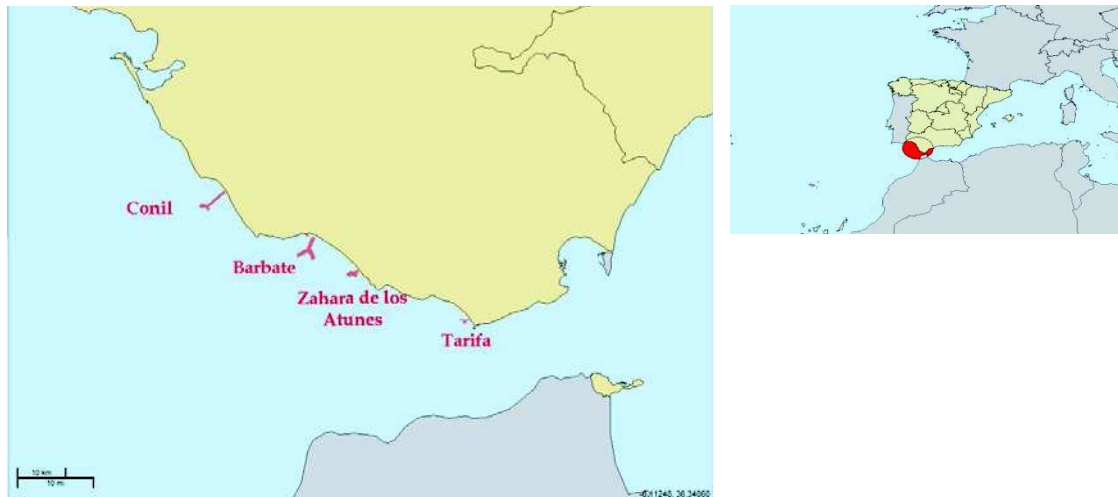 Conil
Barbate
Zahara de los
Atunes
Tarifa
10 km
10 mi